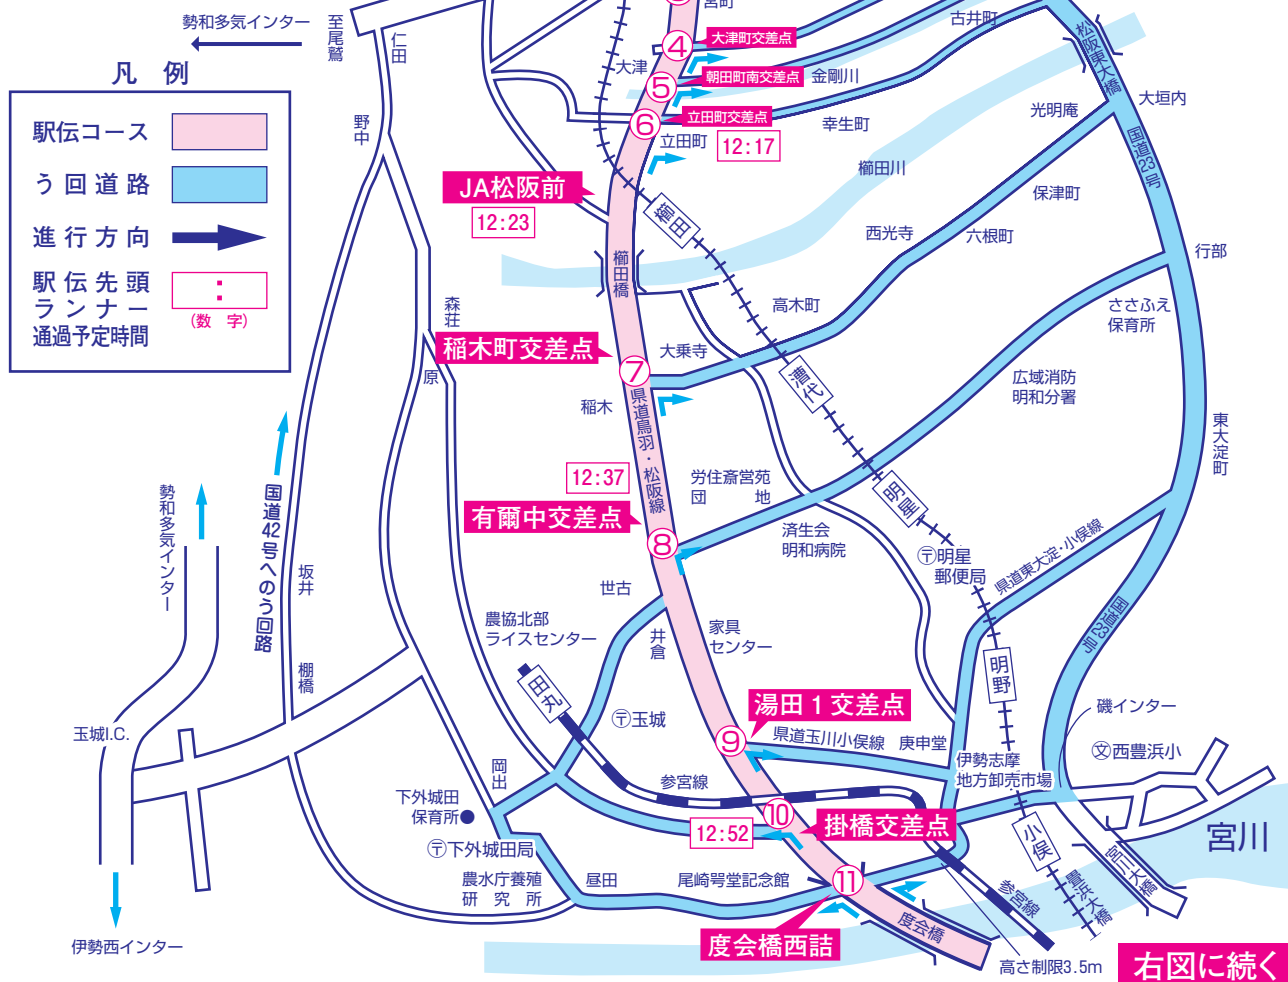 宮町
勢和多気インター
至尾鷲
仁田
凡 例
駅伝コース
う回道路
進行方向
駅伝先頭
ランナー
通過予定時間
:
(数 字)
野中
④
大津町交差点
古井町
松阪東大橋
大津
⑤
朝田町南交差点
金剛川
大垣内
⑥
立田町交差点
幸生町
光明庵
国道23号
立田町
12:17
櫛田川
JA松阪前
12:23
櫛田
保津町
西光寺
六根町
行部
櫛田橋
森荘
高木町
ささふえ
保育所
稲木町交差点
原
⑦
大乗寺
漕代
広域消防
明和分署
稲木
県道鳥羽・松阪線
東大淀町
12:37
労住斎営苑
団 地
明星
有爾中交差点
⑧
済生会
明和病院
〒明星
郵便局
県道東大淀・小俣線
国道23号
勢和多気インター
国道42号へのう回路
坂井
世古
農協北部
ライスセンター
井倉
家具
センター
棚橋
田丸
明野
玉城I.C.
〒玉城
湯田1交差点
⑨
県道玉川小俣線
庚申堂
磯インター
文西豊浜小
伊勢志摩
地方卸売市場
岡出
参宮線
下外城田
保育所
⑩
12:52
掛橋交差点
小俣
宮川
〒下外城田局
宮川大橋
農水庁養殖
研 究 所
昼田
尾崎咢堂記念館
⑪
参宮線
豊浜大橋
度会橋
度会橋西詰
伊勢西インター
高さ制限3.5m
右図に続く